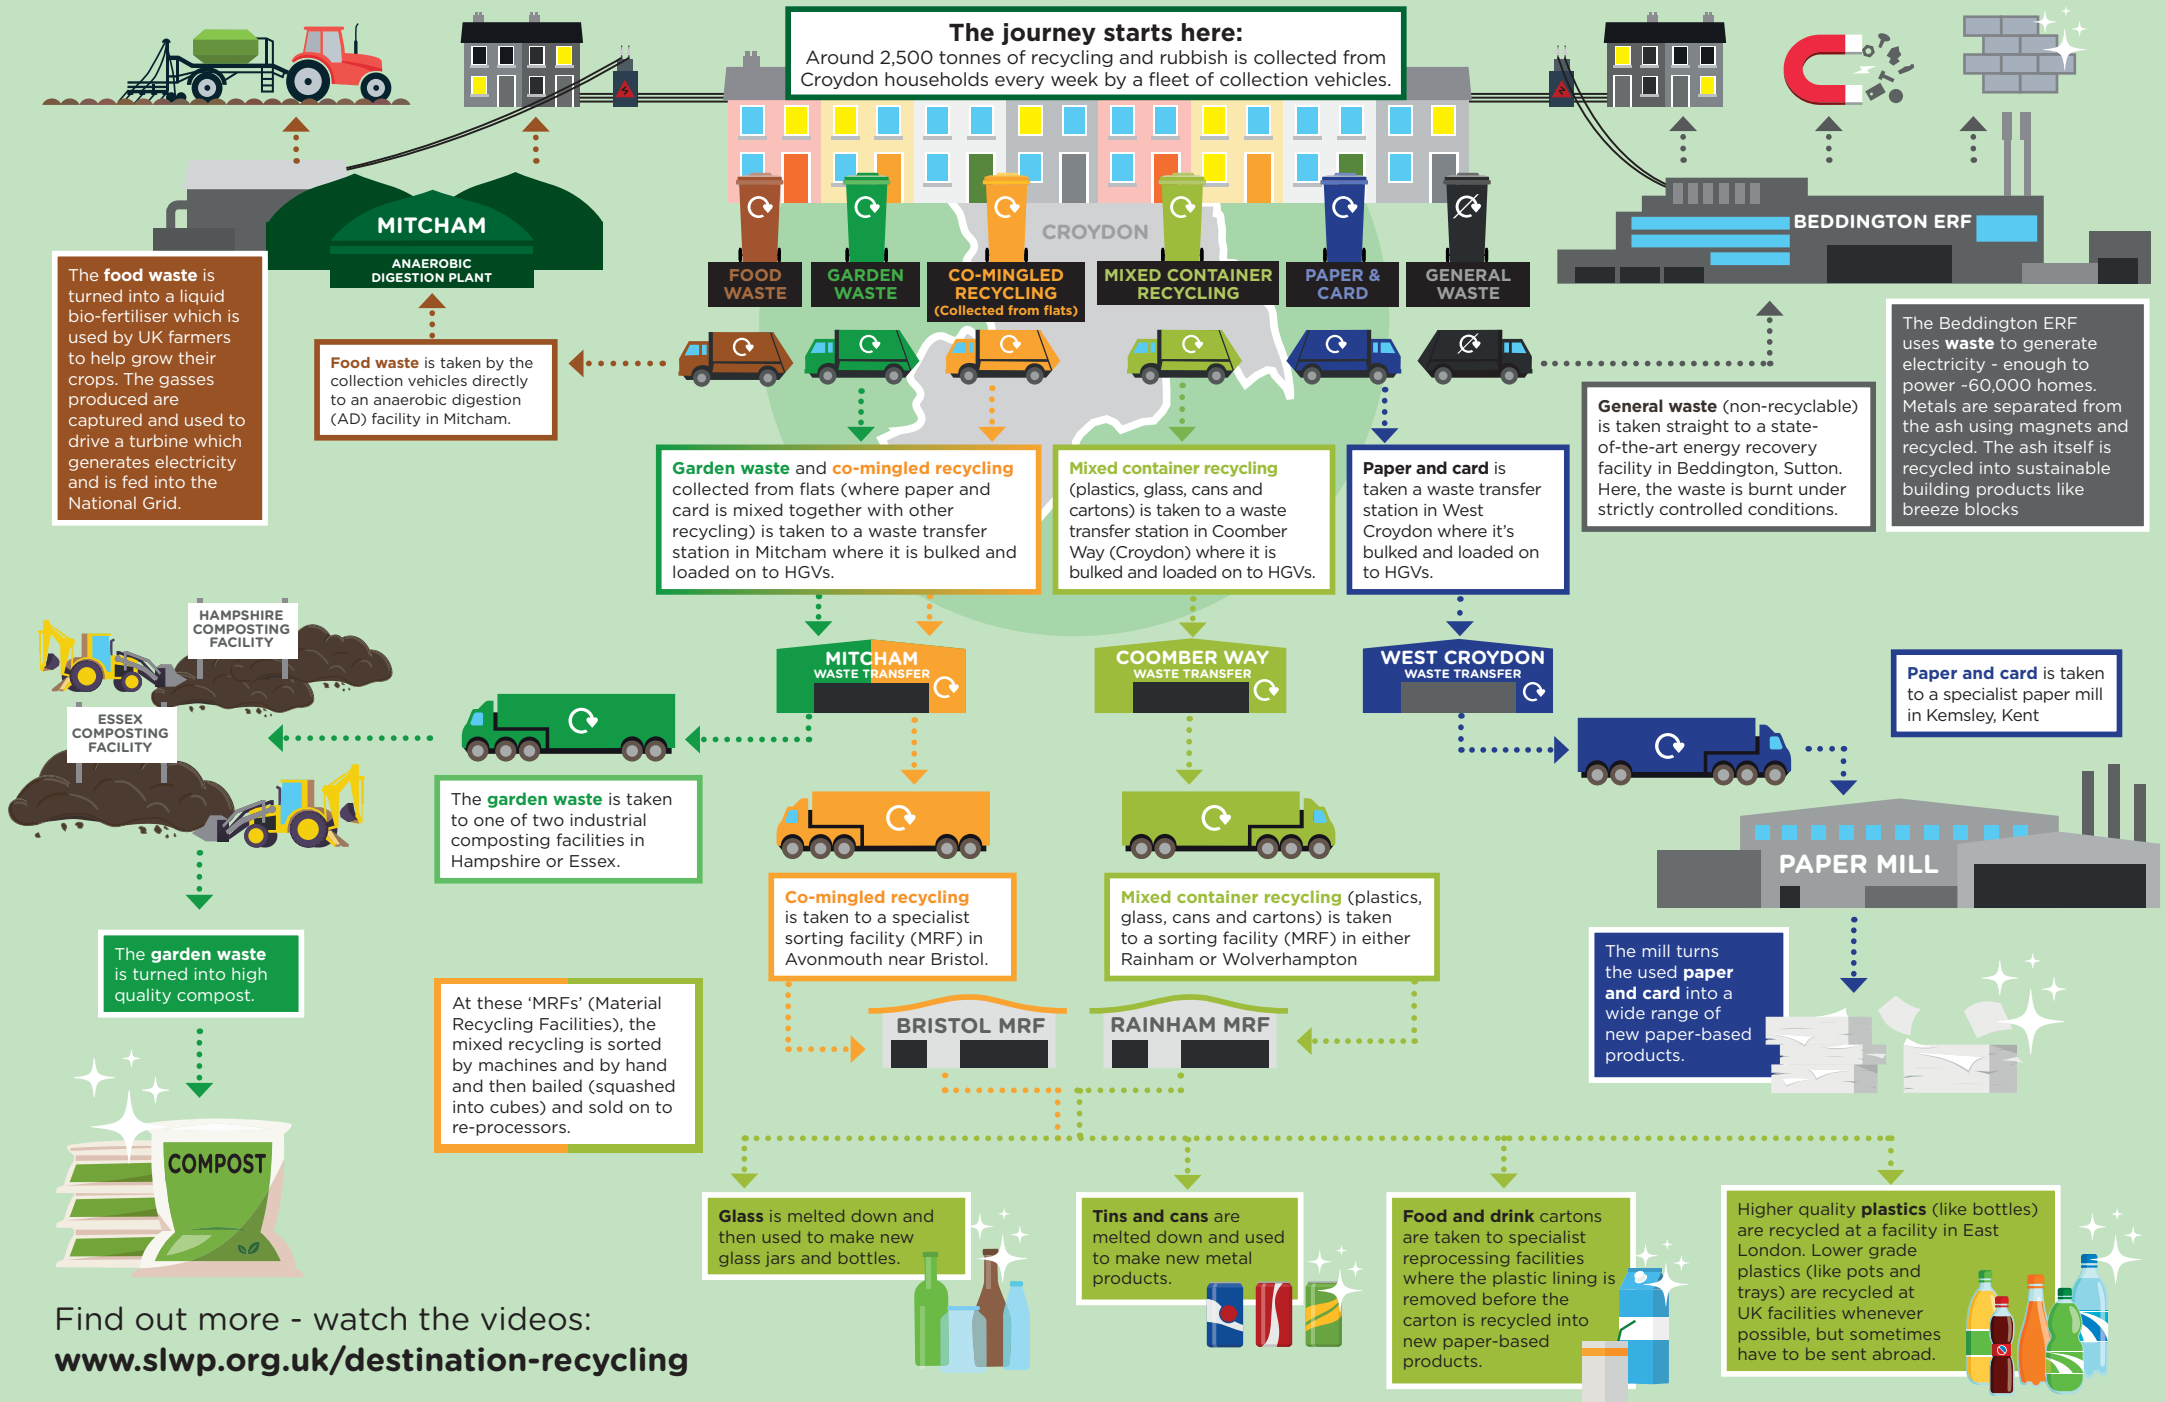 The journey starts here:
Around 2,500 tonnes of recycling and rubbish is collected from
Croydon households every week by a fleet of collection vehicles.
MITCHAM
ANAEROBIC
DIGESTION PLANT
CROYDON
BEDDINGTON ERF
FOOD
WASTE
GARDEN
WASTE
CO-MINGLED
RECYCLING
(Collected from flats)
MIXED CONTAINER
RECYCLING
PAPER &
CARD
GENERAL
WASTE
The food waste is
turned into a liquid
bio-fertiliser which is
used by UK farmers
to help grow their
crops. The gasses
produced are
captured and used to
drive a turbine which
generates electricity
and is fed into the
National Grid.
Food waste is taken by the
collection vehicles directly
to an anaerobic digestion
(AD) facility in Mitcham.
Garden waste and co-mingled recycling
collected from flats (where paper and
card is mixed together with other
recycling) is taken to a waste transfer
station in Mitcham where it is bulked and
loaded on to HGVs.
Mixed container recycling
(plastics, glass, cans and
cartons) is taken to a waste
transfer station in Coomber
Way (Croydon) where it is
bulked and loaded on to HGVs.
Paper and card is
taken a waste transfer
station in West
Croydon where it's
bulked and loaded on
to HGVs.
General waste (non-recyclable)
is taken straight to a state-
of-the-art energy recovery
facility in Beddington, Sutton.
Here, the waste is burnt under
strictly controlled conditions.
The Beddington ERF
uses waste to generate
electricity - enough to
power ~60,000 homes.
Metals are separated from
the ash using magnets and
recycled. The ash itself is
recycled into sustainable
building products like
breeze blocks
HAMPSHIRE
COMPOSTING
FACILITY
ESSEX
COMPOSTING
FACILITY
MITCHAM
WASTE TRANSFER
COOMBER WAY
WASTE TRANSFER
WEST CROYDON
WASTE TRANSFER
Paper and card is taken
to a specialist paper mill
in Kemsley, Kent
The garden waste is taken
to one of two industrial
composting facilities in
Hampshire or Essex.
PAPER MILL
Co-mingled recycling
is taken to a specialist
sorting facility (MRF) in
Avonmouth near Bristol.
Mixed container recycling (plastics,
glass, cans and cartons) is taken
to a sorting facility (MRF) in either
Rainham or Wolverhampton
The garden waste
is turned into high
quality compost.
At these ‘MRFs’ (Material
Recycling Facilities), the
mixed recycling is sorted
by machines and by hand
and then bailed (squashed
into cubes) and sold on to
re-processors.
BRISTOL MRF
RAINHAM MRF
The mill turns
the used paper
and card into a
wide range of
new paper-based
products.
COMPOST
Glass is melted down and
then used to make new
glass jars and bottles.
Tins and cans are
melted down and used
to make new metal
products.
Food and drink cartons
are taken to specialist
reprocessing facilities
where the plastic lining is
removed before the
carton is recycled into
new paper-based
products.
Higher quality plastics (like bottles)
are recycled at a facility in East
London. Lower grade
plastics (like pots and
trays) are recycled at
UK facilities whenever
possible, but sometimes
have to be sent abroad.
Find out more - watch the videos:
www.slwp.org.uk/destination-recycling